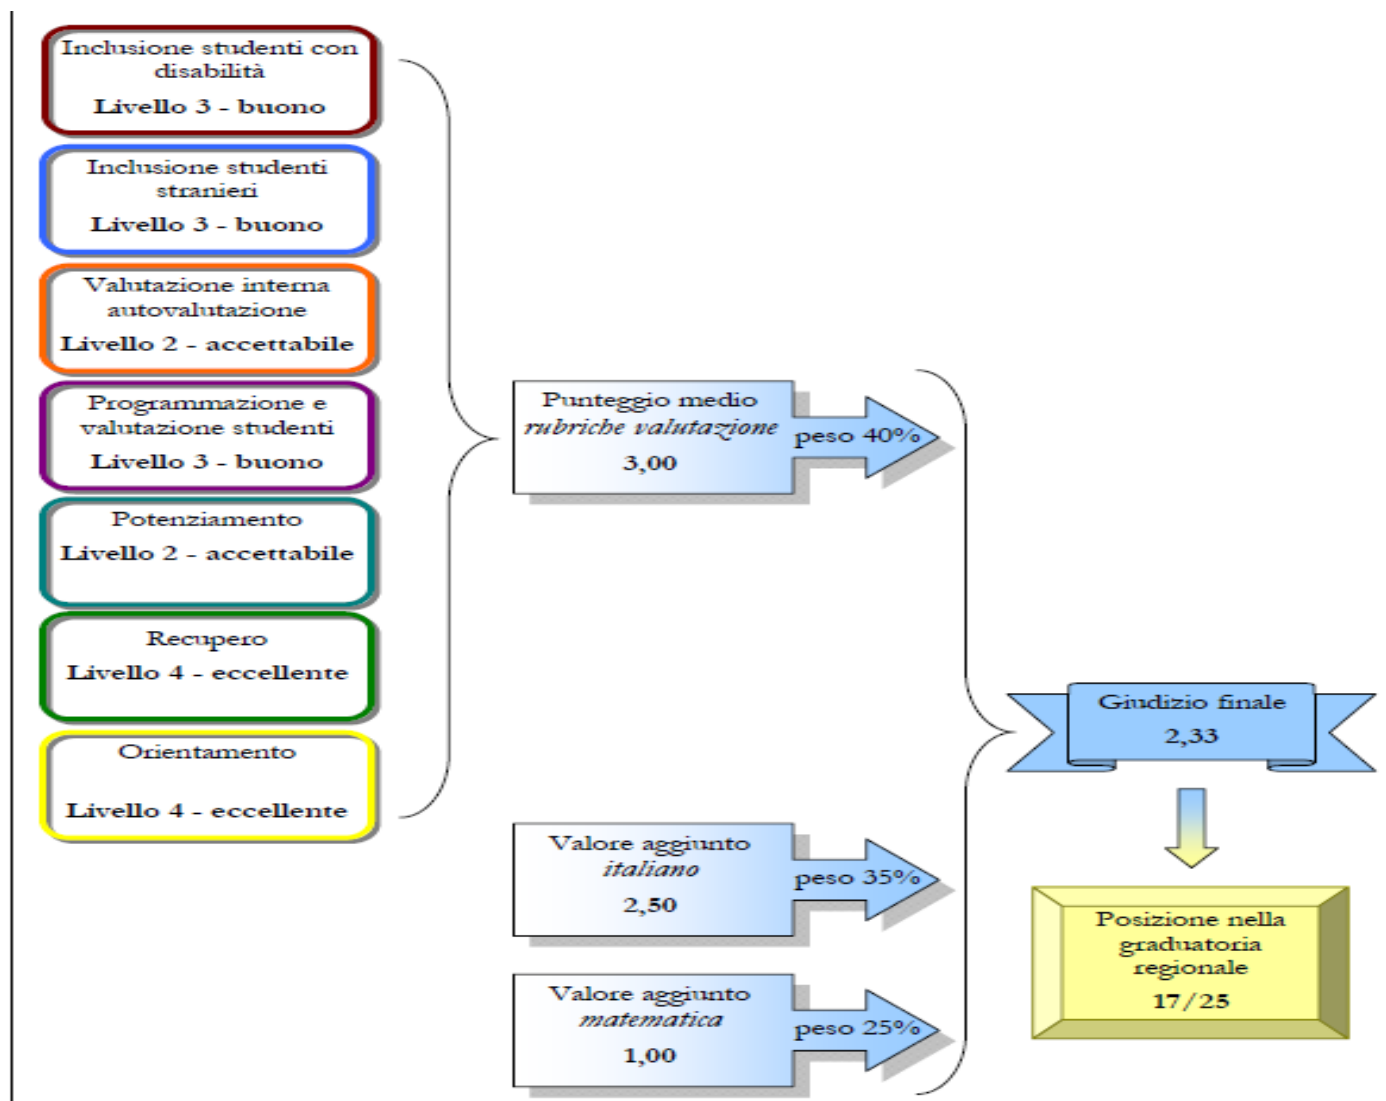 Inclusione studenti con
disabilità
Livello 3 - buono
Inclusione studenti
stranieri
Livello 3 - buono
Valutazione interna
autovalutazione
Livello 2 - accettabile
Programmazione e
valutazione studenti
Livello 3 - buono
Potenziamento
Livello 2 - accettabile
Recupero
Livello 4 - eccellente
Orientamento
Livello 4 - eccellente
Punteggio medio
rubriche valutazione
3,00
peso 40%
Valore aggiunto
italiano
2,50
peso 35%
Valore aggiunto
matematica
1,00
peso 25%
Giudizio finale
2,33
Posizione nella
graduatoria
regionale
17/25